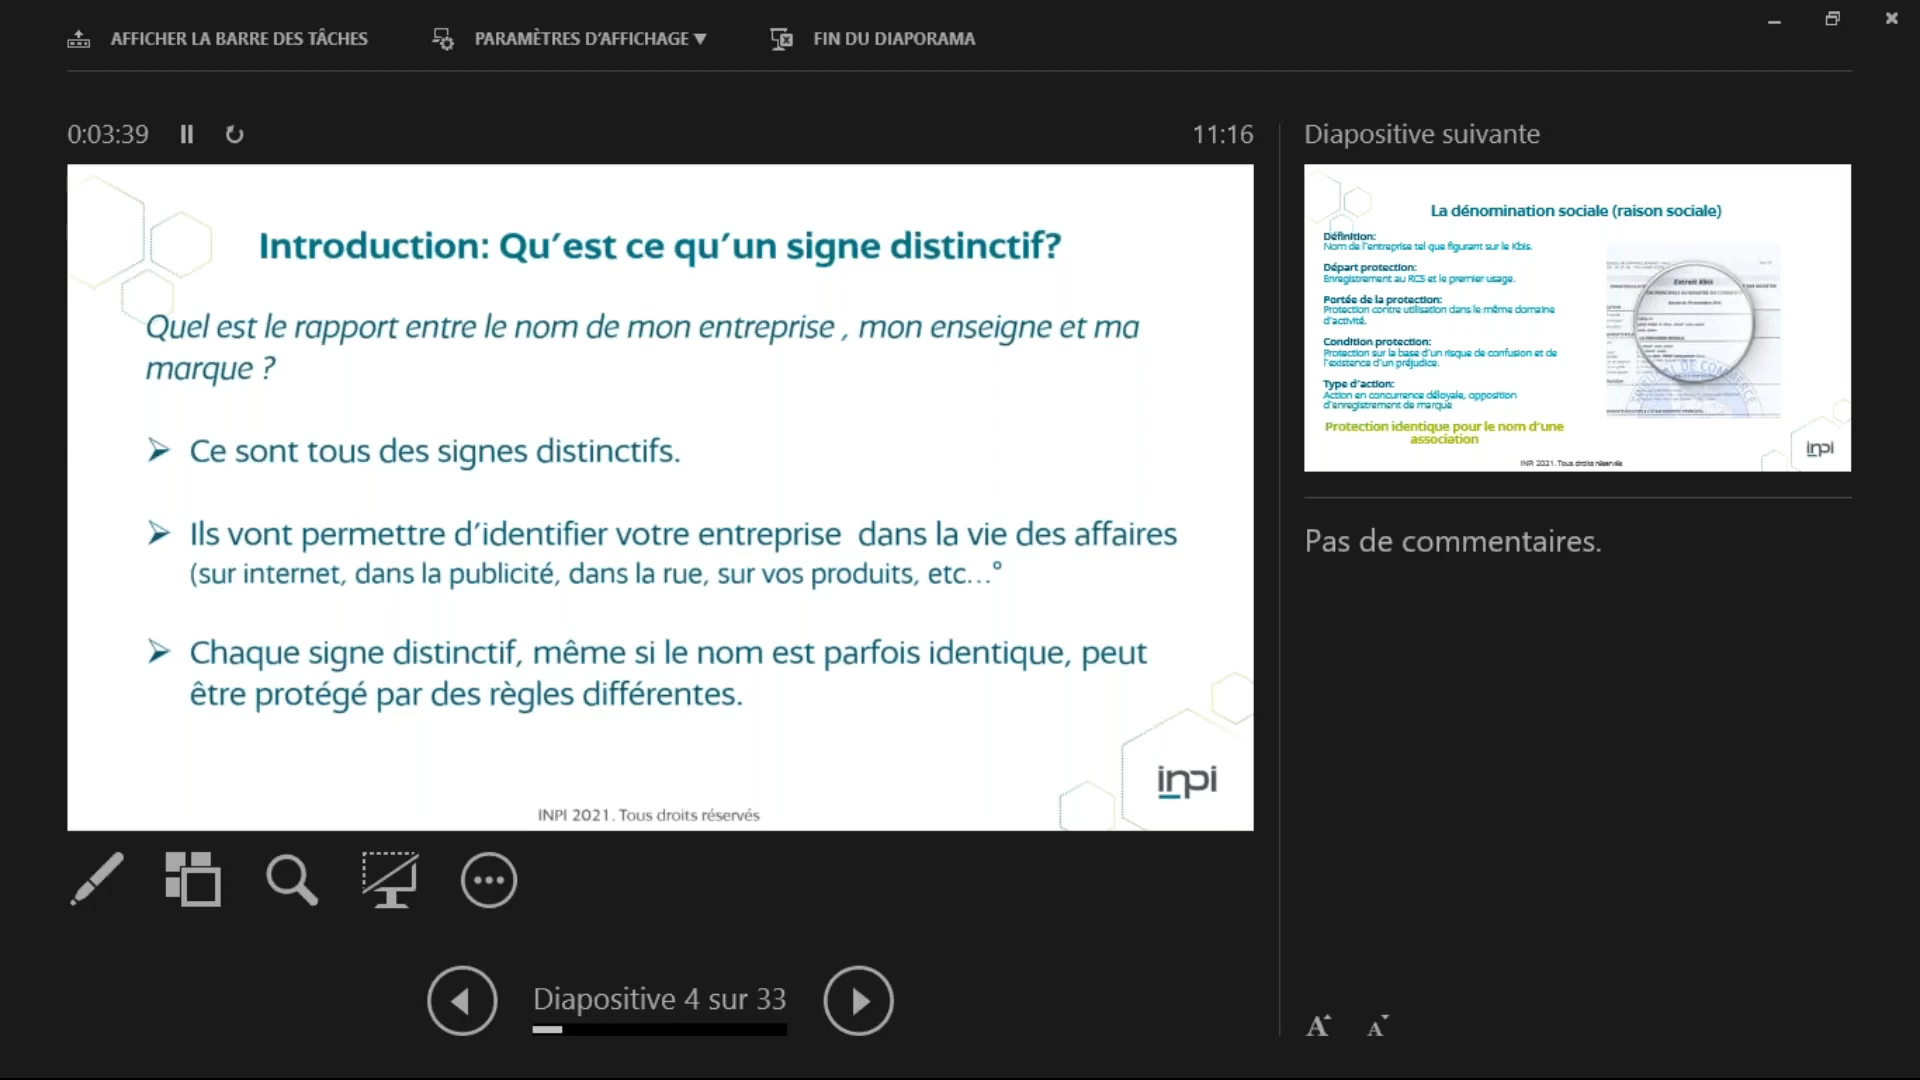 AFFICHER LA BARRE DES TÂCHES
PARAMÈTRES D'AFFICHAGE
FIN DU DIAPORAMA
0:03:39
11:16
Introduction: Qu'est ce qu'un signe distinctif?
Quel est le rapport entre le nom de mon entreprise , mon enseigne et ma
marque ?
Ce sont tous des signes distinctifs.
Ils vont permettre d'identifier votre entreprise dans la vie des affaires
(sur internet, dans la publicité, dans la rue, sur vos produits, etc...°
Chaque signe distinctif, même si le nom est parfois identique, peut
être protégé par des règles différentes.
inpi
INPI 2021. Tous droits réservés
Diapositive 4 sur 33
Diapositive suivante
La dénomination sociale (raison sociale)
Définition:
Nom de l'entreprise tel que figurant sur le Kbis.
Départ protection:
Enregistrement au RCS et le premier usage.
Portée de la protection:
Protection contre utilisation dans le même domaine
d'activité.
Condition protection:
Protection sur la base d'un risque de confusion et de
l'existence d'un préjudice.
Type d'action:
Action en concurrence déloyale, opposition
d'enregistrement de marque
Protection identique pour le nom d'une
association
Extrait Kbis
inpi
INPI 2021. Tous droits réservés
Pas de commentaires.